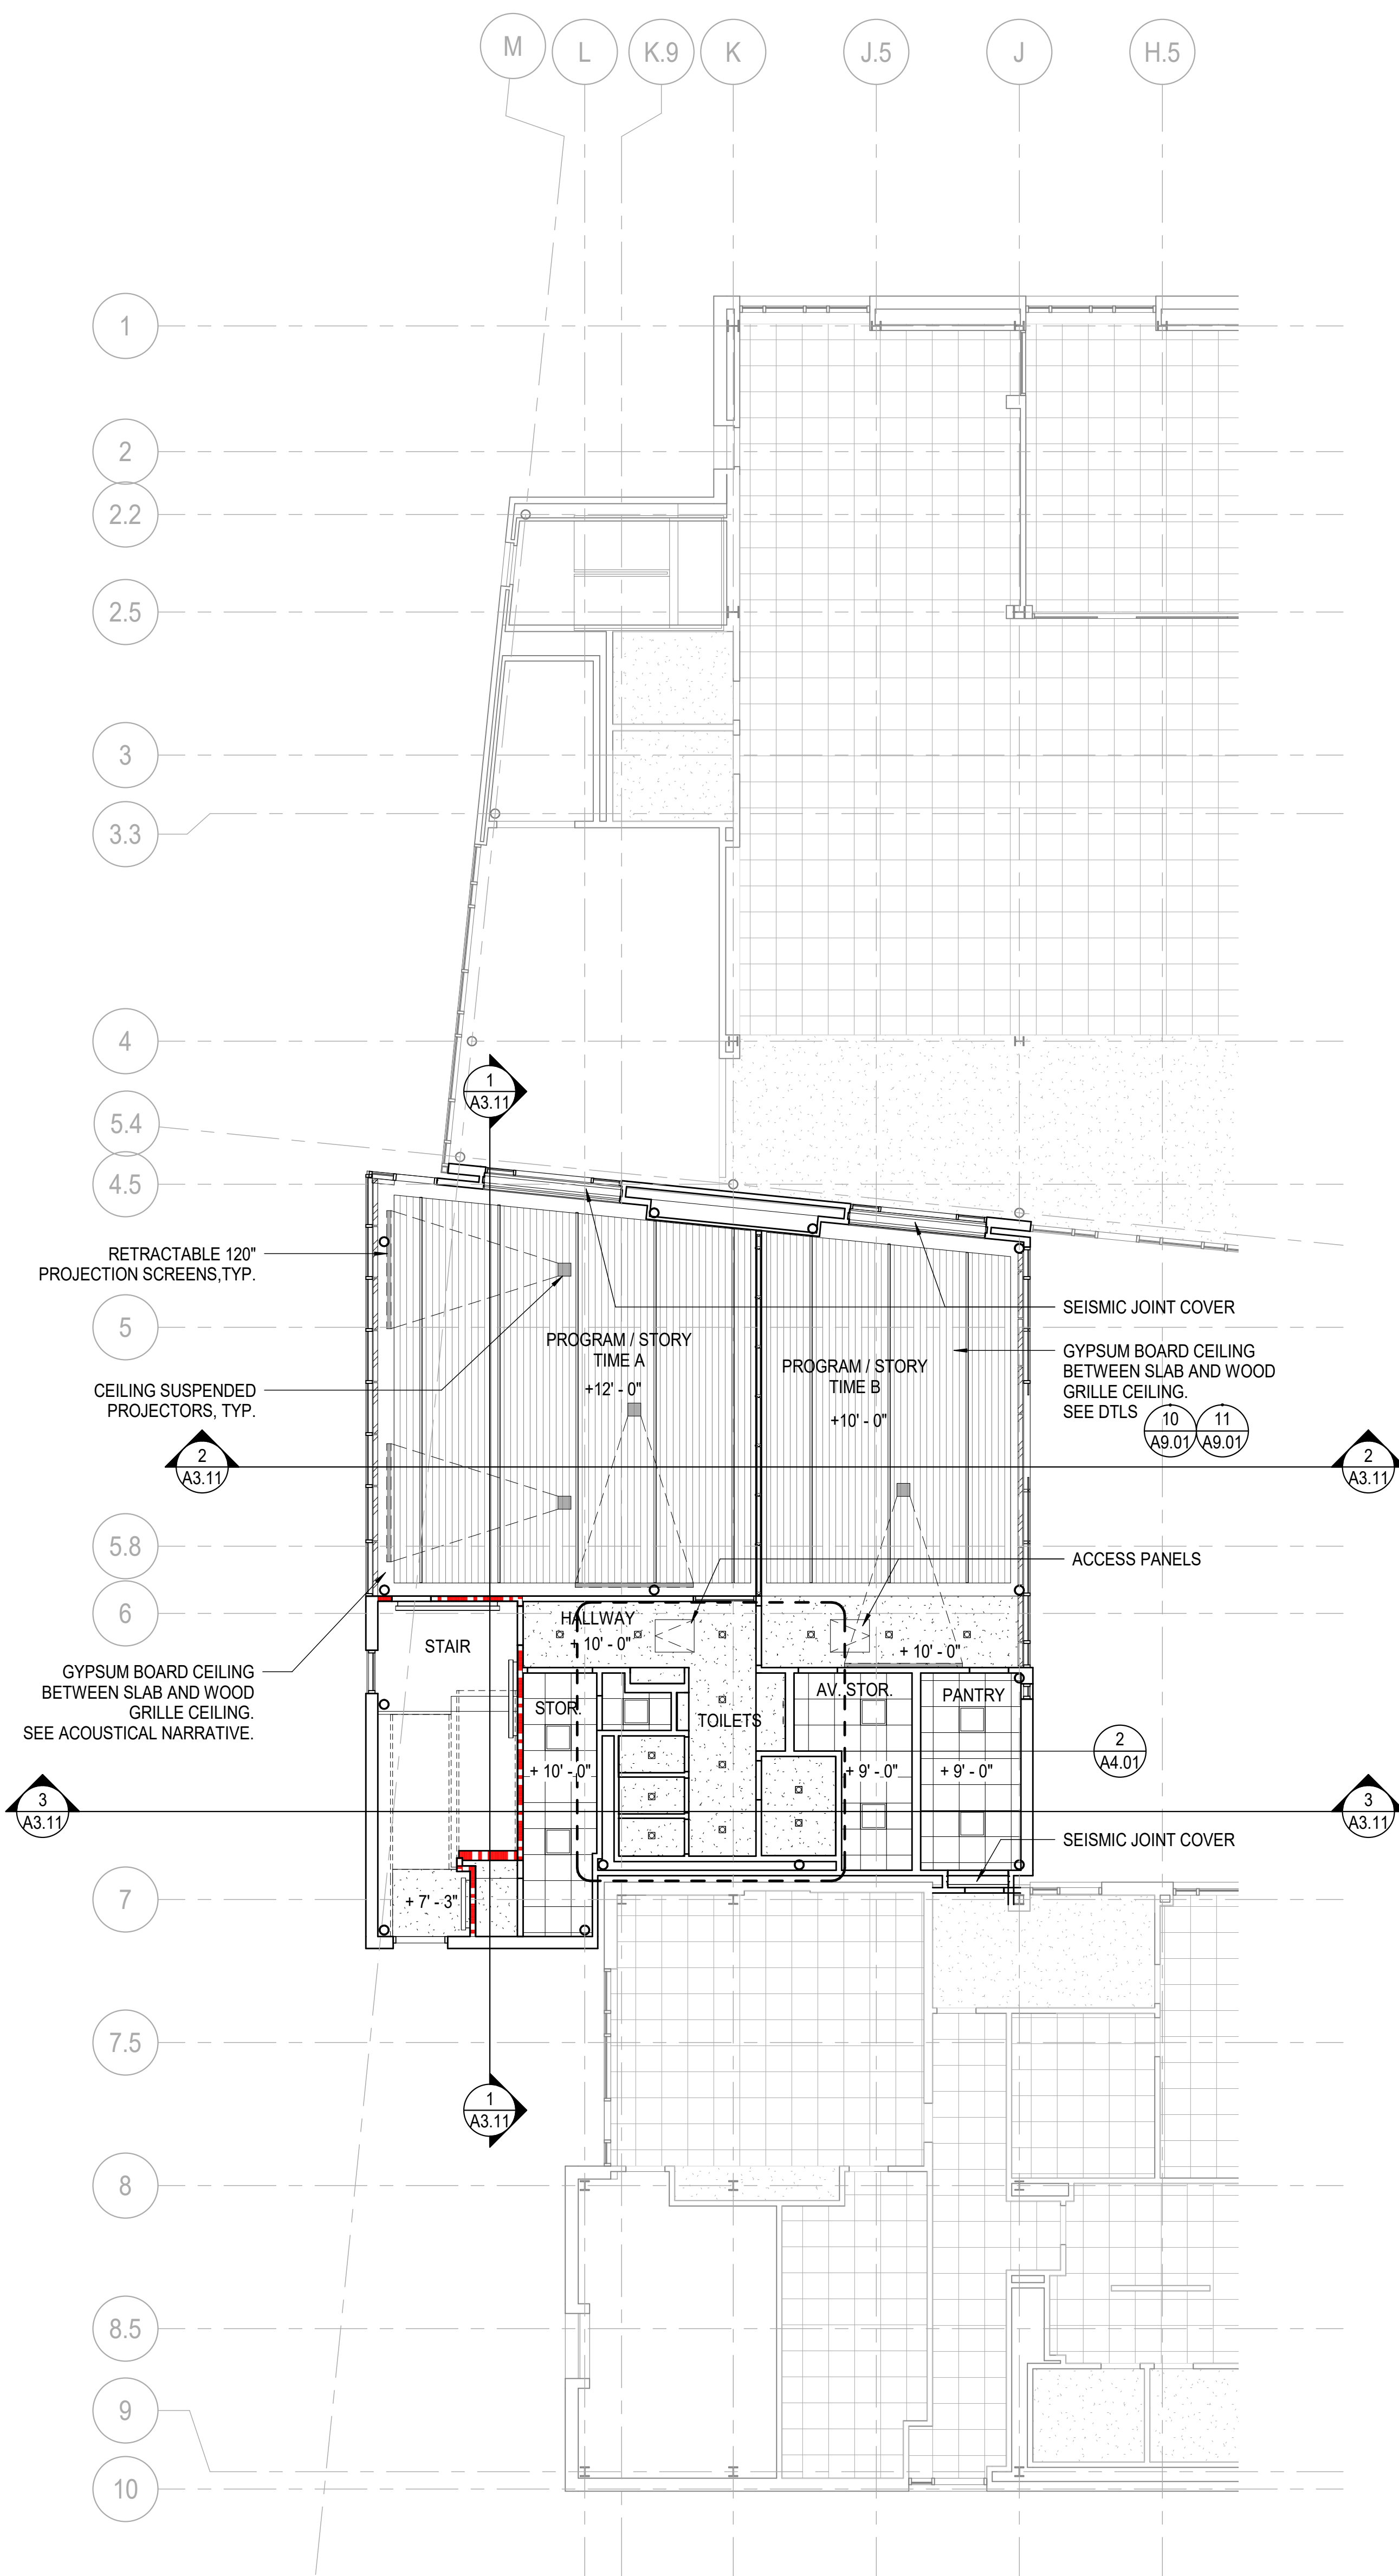 M
L
K.9
K
J.5
J
H.5
1
2
2.2
2.5
3
3.3
4
1
A3.11
5.4
4.5
RETRACTABLE 120"
PROJECTION SCREENS,TYP.
SEISMIC JOINT COVER
5
PROGRAM / STORY
TIME A
+12' - 0"
PROGRAM / STORY
TIME B
+10' - 0"
GYPSUM BOARD CEILING
BETWEEN SLAB AND WOOD
GRILLE CEILING.
SEE DTLS
10
A9.01
11
A9.01
CEILING SUSPENDED
PROJECTORS, TYP.
2
A3.11
2
A3.11
5.8
ACCESS PANELS
6
HALLWAY
+ 10' - 0"
STAIR
+ 10' - 0"
GYPSUM BOARD CEILING
BETWEEN SLAB AND WOOD
GRILLE CEILING.
SEE ACOUSTICAL NARRATIVE.
STOR.
TOILETS
AV. STOR.
PANTRY
2
A4.01
+ 10' - 0"
+ 9' - 0"
+ 9' - 0"
3
A3.11
3
A3.11
SEISMIC JOINT COVER
7
+ 7' - 3"
7.5
1
A3.11
8
8.5
9
10